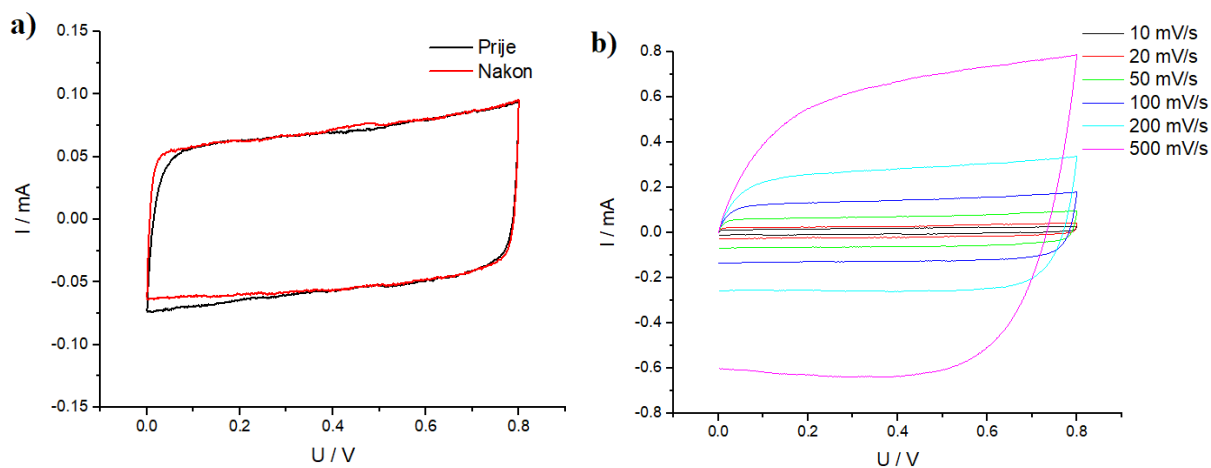 a)
Prije
Nakon
0.15
0.10
0.05
0.00
-0.05
-0.10
-0.15
I / mA
0.0
0.2
0.4
0.6
0.8
U / V
b)
10 mV/s
20 mV/s
50 mV/s
100 mV/s
200 mV/s
500 mV/s
0.8
0.6
0.4
0.2
0.0
-0.2
-0.4
-0.6
-0.8
I / mA
0.0
0.2
0.4
0.6
0.8
U / V